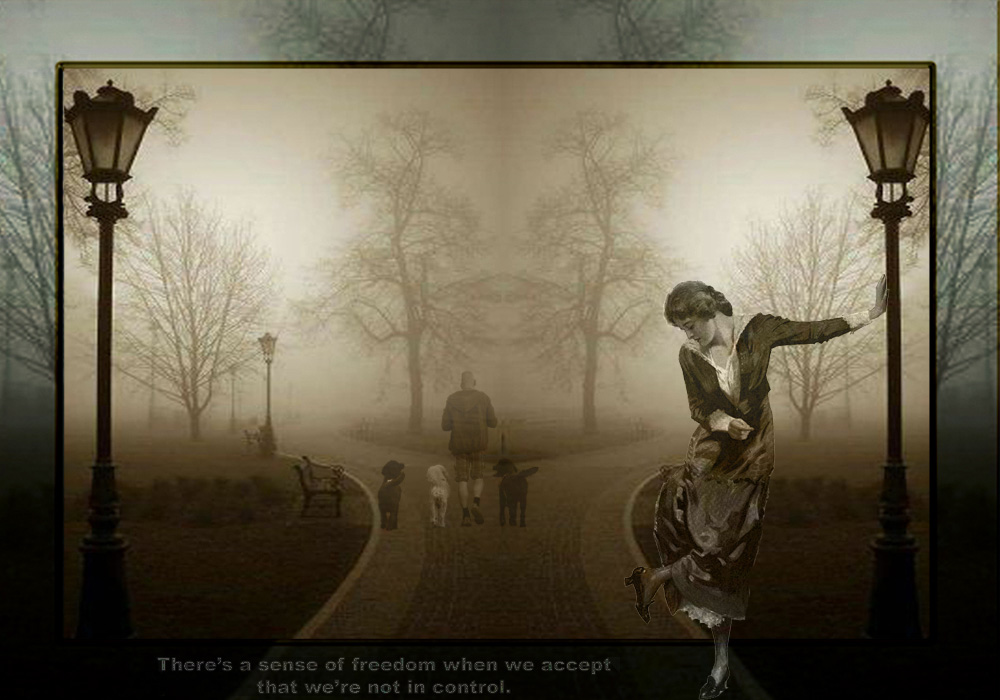 There’s a sense of freedom when we accept
that we’re not in control.